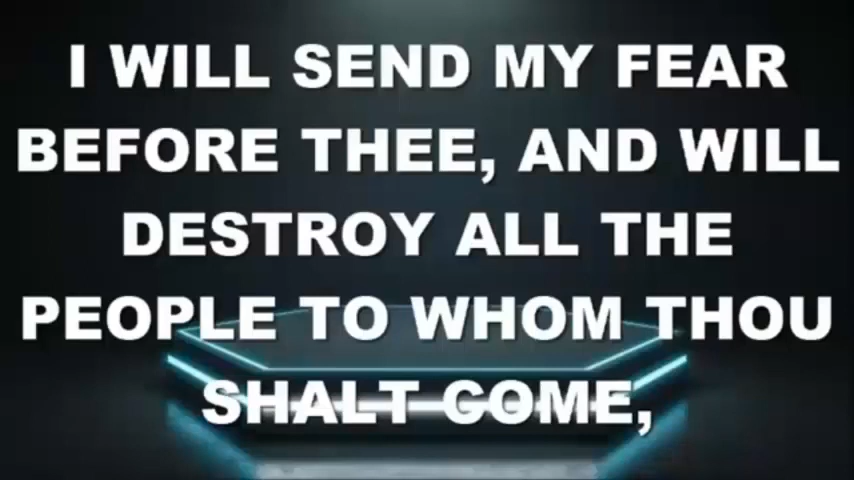 I WILL SEND MY FEAR
BEFORE THEE, AND WILL
DESTROY ALL THE
PEOPLE TO WHOM THOU
SHALT COME,